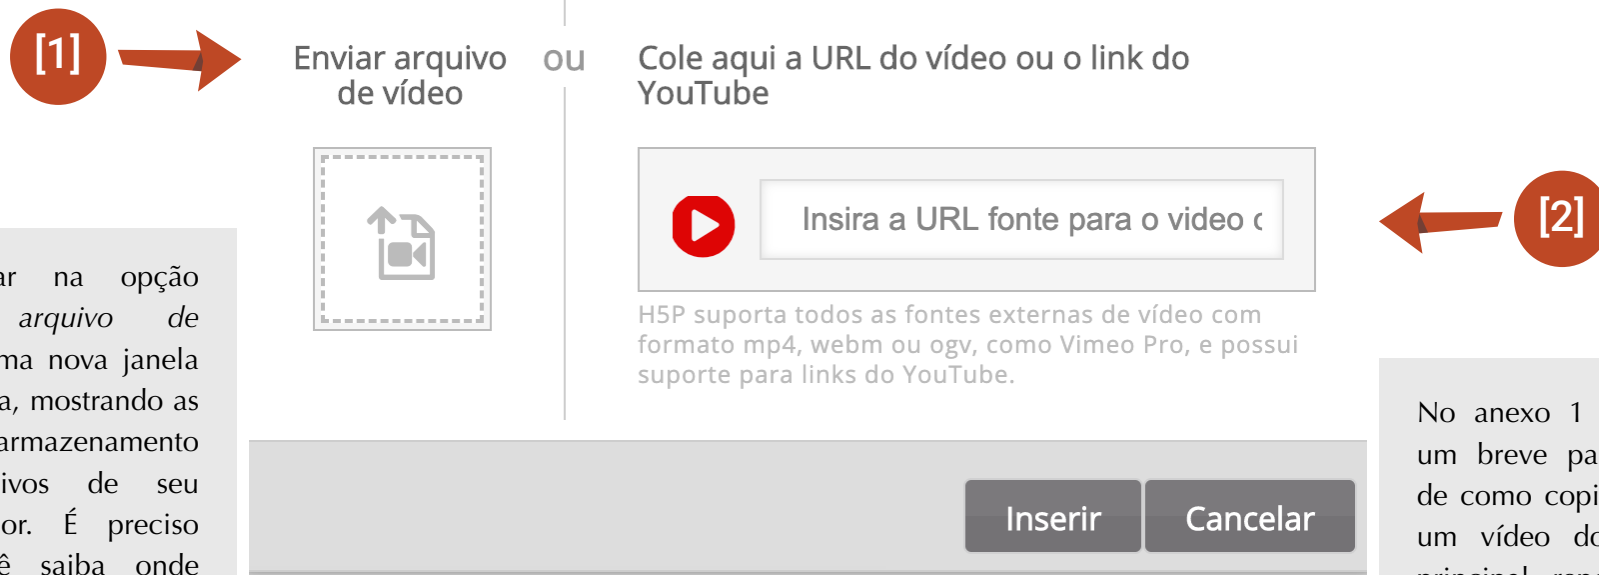 [1]
Enviar arquivo
de vídeo
ou
Cole aqui a URL do vídeo ou o link do
YouTube
Insira a URL fonte para o video
[2]
H5P suporta todos as fontes externas de vídeo com
formato mp4, webm ou ogv, como Vimeo Pro, e possui
suporte para links do YouTube.
Inserir
Cancelar
na opção
arquivo de
nova janela
mostrando as
armazenamento
de seu
É preciso
saiba onde
No anexo 1
um breve
de como
um vídeo